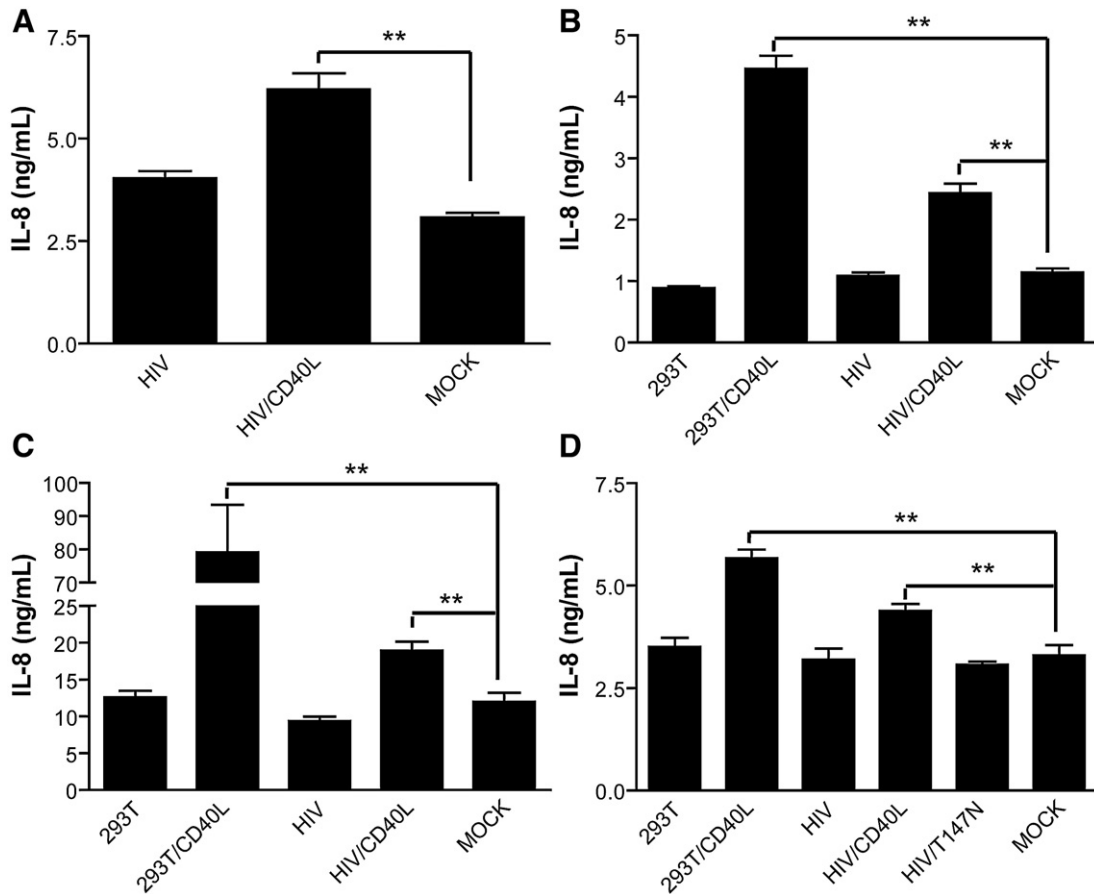 A
IL-8 (ng/mL)
7.5
5.0
2.5
0.0
**
HIV
HIV/CD40L
MOCK
B
IL-8 (ng/mL)
5
4
3
2
1
0
**
**
293T
293T/CD40L
HIV
HIV/CD40L
MOCK
C
IL-8 (ng/mL)
100
90
80
70
25
20
15
10
5
0
**
**
293T
293T/CD40L
HIV
HIV/CD40L
MOCK
D
IL-8 (ng/mL)
7.5
5.0
2.5
0.0
**
**
293T
293T/CD40L
HIV
HIV/CD40L
HIV/T147N
MOCK